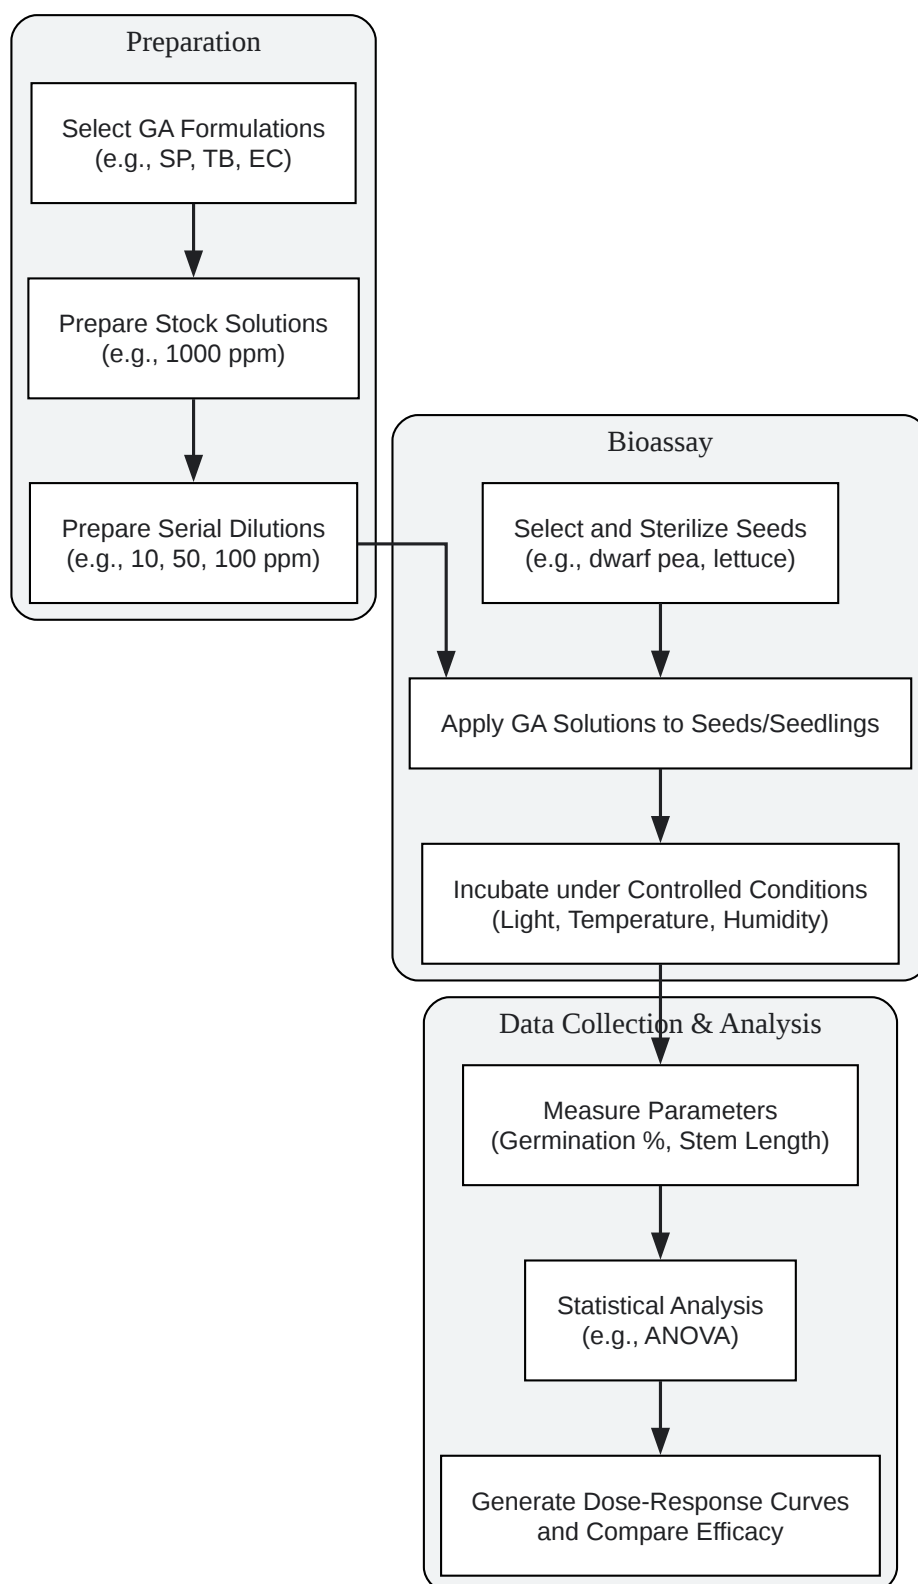 Preparation
Select GA Formulations
(e.g., SP, TB, EC)
Prepare Stock Solutions
(e.g., 1000 ppm)
Prepare Serial Dilutions
(e.g., 10, 50, 100 ppm)
Bioassay
Select and Sterilize Seeds
(e.g., dwarf pea, lettuce)
Apply GA Solutions to Seeds/Seedlings
Incubate under Controlled Conditions
(Light, Temperature, Humidity)
Data Collection & Analysis
Measure Parameters
(Germination %, Stem Length)
Statistical Analysis
(e.g., ANOVA)
Generate Dose-Response Curves
and Compare Efficacy